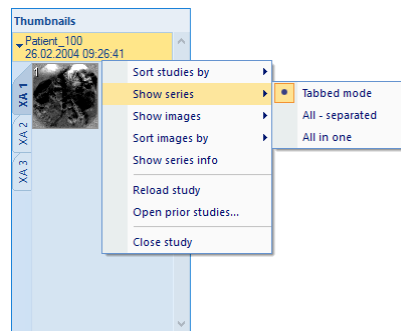 Thumbnails
Patient_100
26.02.2004 09:26:41
1
XA 1
XA 2
XA 3
Sort studies by
Show series
Show images
Sort images by
Show series info
Reload study
Open prior studies...
Close study
Tabbed mode
All - separated
All in one